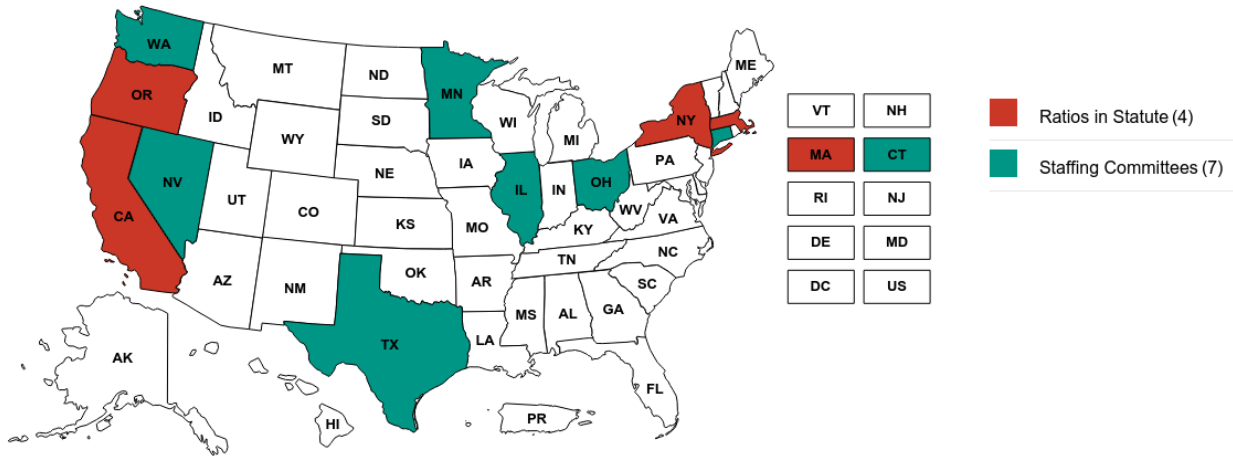 WA
MT
ND
MN
ME
OR
ID
SD
WI
MI
NY
WY
IA
PA
NE
NV
UT
CO
IL
IN
OH
WV
VA
CA
KS
MO
KY
NC
TN
AZ
NM
OK
AR
SC
MS
AL
GA
TX
LA
AK
FL
HI
PR
VT NH
MA CT
RI NJ
DE MD
DC US
Ratios in Statute (4)
Staffing Committees (7)